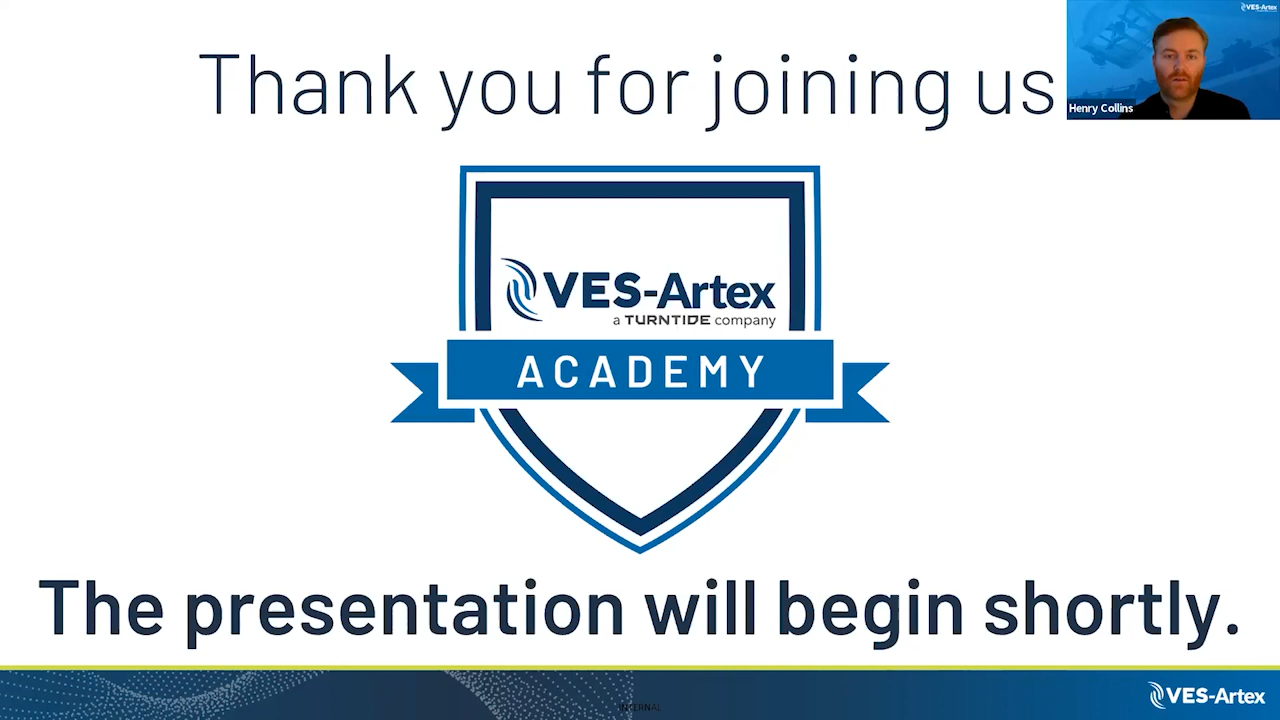 Thank you for joining us
VES-Artex
Henry Collins
VES-Artex
a TURNTIDE company
ACADEMY
The presentation will begin shortly.
INTERNAL
VES-Artex